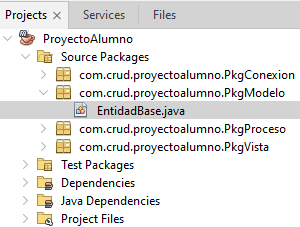 Projects × Services Files
ProyectoAlumno
Source Packages
com.crud.proyectoalumno.PkgConexion
com.crud.proyectoalumno.PkgModelo
EntidadBase.java
com.crud.proyectoalumno.PkgProceso
com.crud.proyectoalumno.PkgVista
Test Packages
Dependencies
Java Dependencies
Project Files